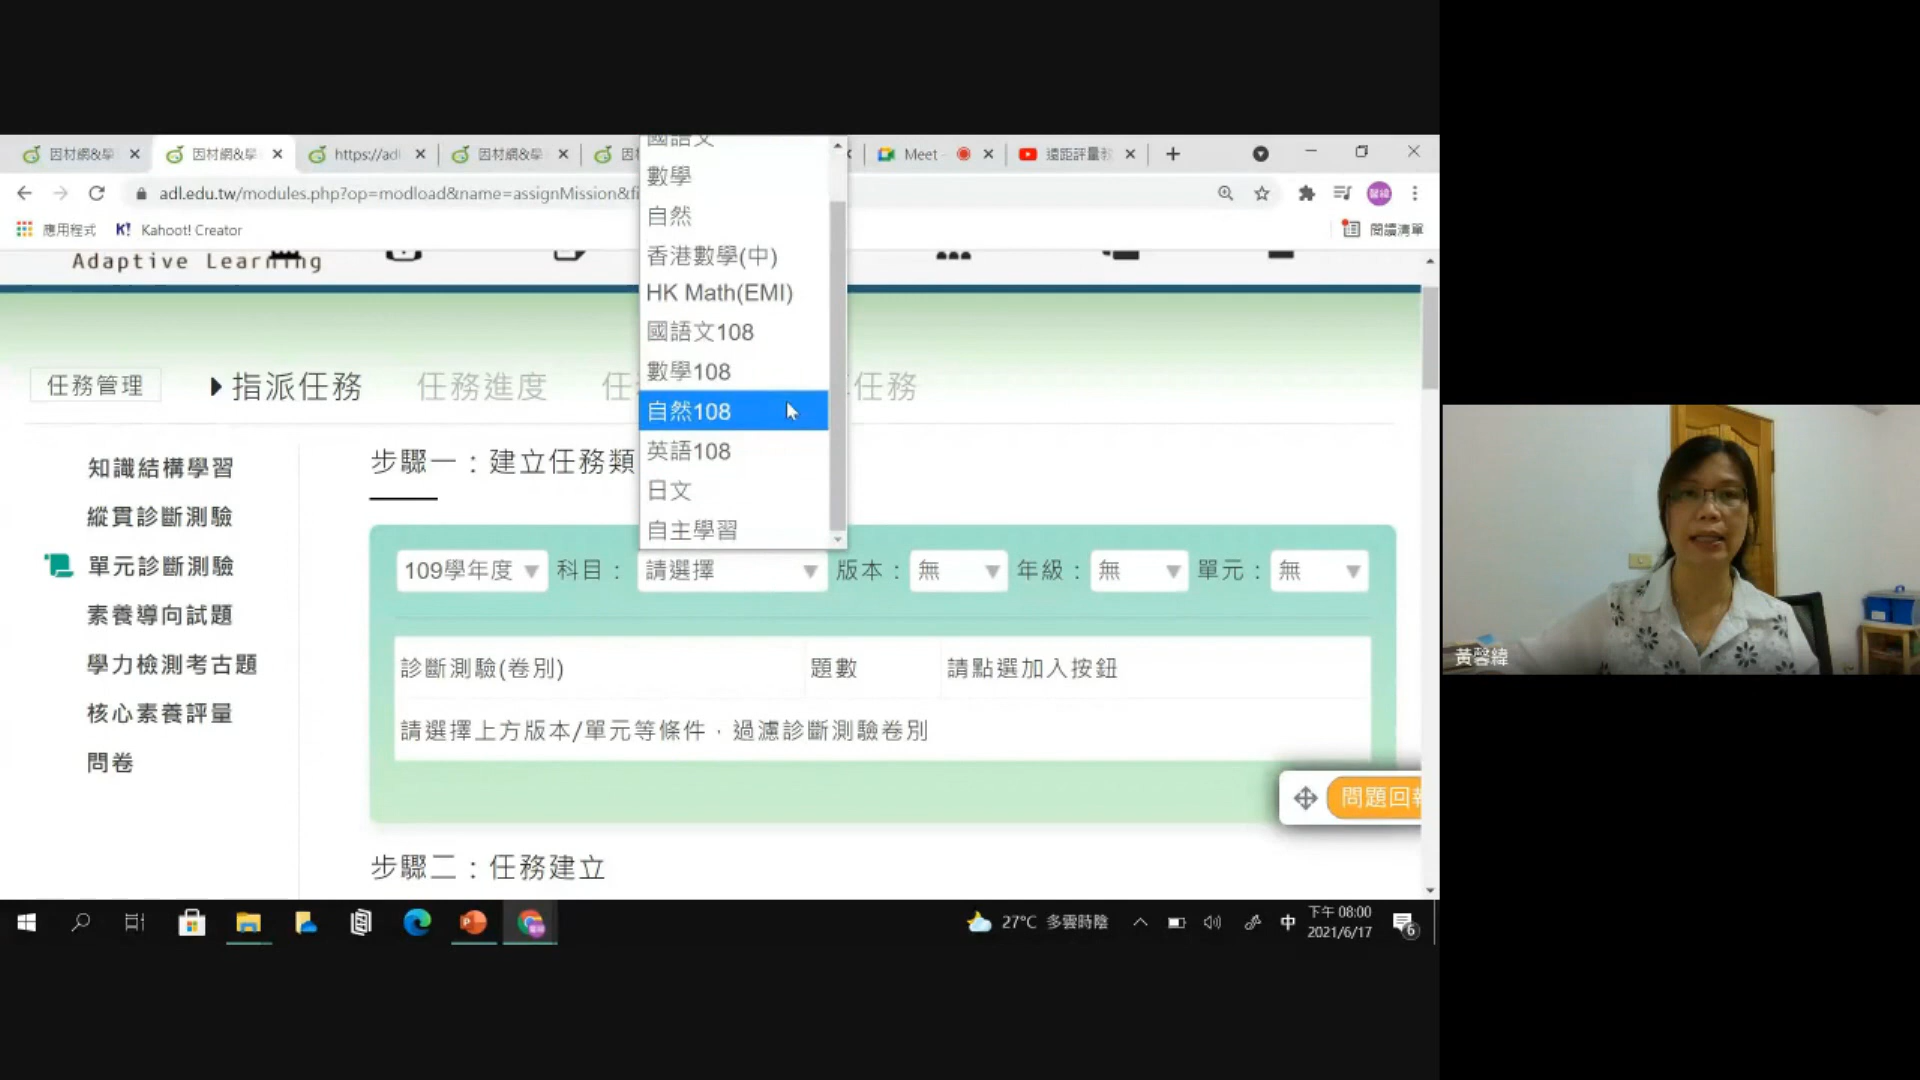 因材網&學
因材網&學
https://adl
因材網&學
因
Meet
遠距評量教
adl.edu.tw/modules.php?op=modload&name=assignMission&fi
應用程式
K! Kahoot! Creator
閱讀清單
Adaptive Learning
任務管理
指派任務
任務進度
任
任務
國語文
數學
自然
香港數學(中)
HK Math(EMI)
國語文108
數學108
自然108
英語108
日文
自主學習
知識結構學習
縱貫診斷測驗
單元診斷測驗
素養導向試題
學力檢測考古題
核心素養評量
問卷
步驟一：建立任務類
109學年度 科目： 請選擇 版本： 無 年級： 無 單元： 無
診斷測驗(卷別) 題數 請點選加入按鈕
請選擇上方版本/單元等條件，過濾診斷測驗卷別
問題回報
步驟二：任務建立
27°C 多雲時陰
中
下午 08:00
2021/6/17
6
黃馨緯